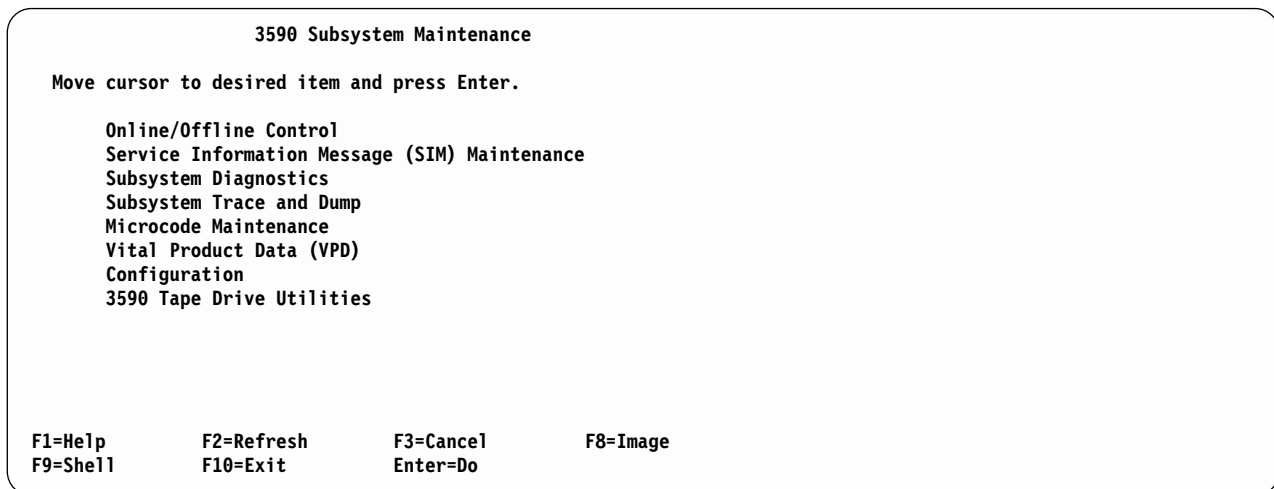 3590 Subsystem Maintenance
Move cursor to desired item and press Enter.
Online/Offline Control
Service Information Message (SIM) Maintenance
Subsystem Diagnostics
Subsystem Trace and Dump
Microcode Maintenance
Vital Product Data (VPD)
Configuration
3590 Tape Drive Utilities
F1=Help F2=Refresh F3=Cancel F8=Image
F9=Shell F10=Exit Enter=Do